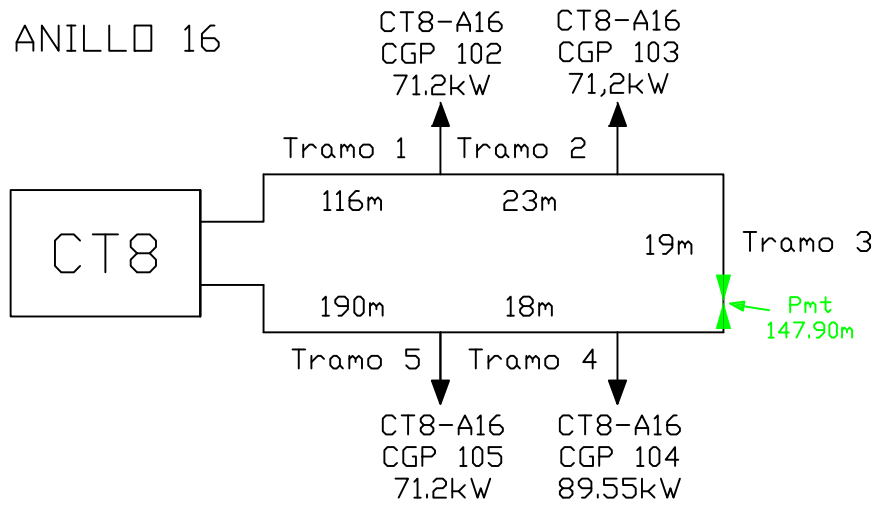 ANILLO 16
CT8-A16
CGP 102
71.2kW
CT8-A16
CGP 103
71,2kW
Tramo 1
Tramo 2
116m
23m
CT8
19m
Tramo 3
190m
18m
Pmt
147.90m
Tramo 5
Tramo 4
CT8-A16
CGP 105
71.2kW
CT8-A16
CGP 104
89.55kW